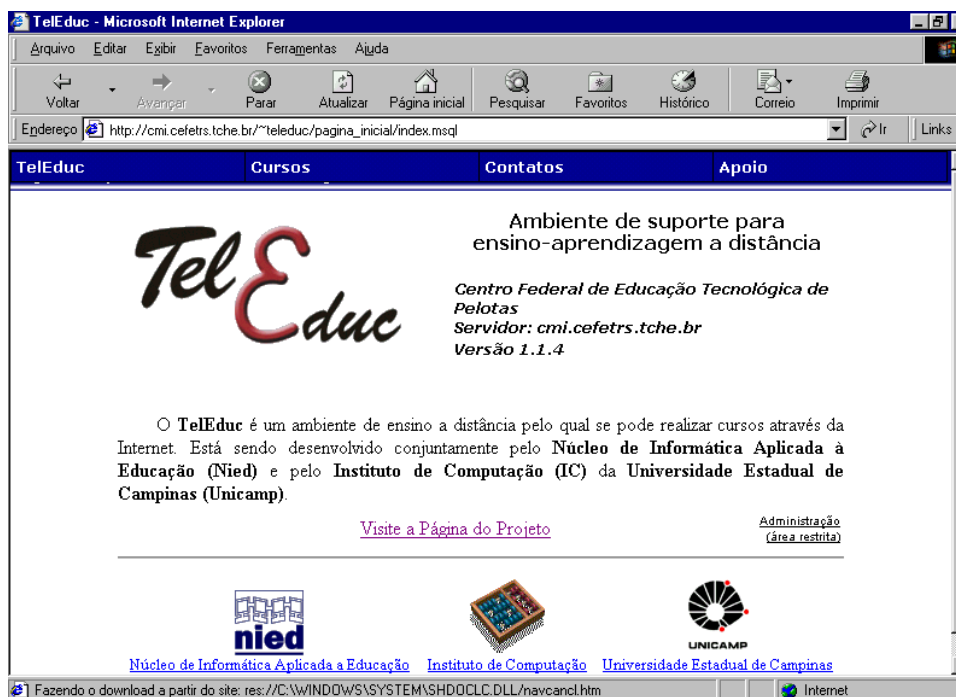 TelEduc - Microsoft Internet Explorer
Arquivo Editar Exibir Favoritos Ferramentas Ajuda
Voltar Avançar Parar Atualizar Página inicial Pesquisar Favoritos Histórico Correio Imprimir
Endereço http://cmi.cefetrs.tche.br/~teleduc/pagina_inicial/index.msql Ir Links
TelEduc Cursos Contatos Apoio
Tel Educ
Ambiente de suporte para
ensino-aprendizagem a distância
Centro Federal de Educação Tecnológica de
Pelotas
Servidor: cmi.cefetrs.tche.br
Versão 1.1.4
O TelEduc é um ambiente de ensino a distância pelo qual se pode realizar cursos através da
Internet. Está sendo desenvolvido conjuntamente pelo Núcleo de Informática Aplicada à
Educação (Nied) e pelo Instituto de Computação (IC) da Universidade Estadual de
Campinas (Unicamp).
Visite a Página do Projeto
Administração
(área restrita)
nied
UNICAMP
Núcleo de Informática Aplicada a Educação Instituto de Computação Universidade Estadual de Campinas
Fazendo o download a partir do site: res://C:\WINDOWS\SYSTEM\SHDOCLC.DLL/navcancl.htm Internet